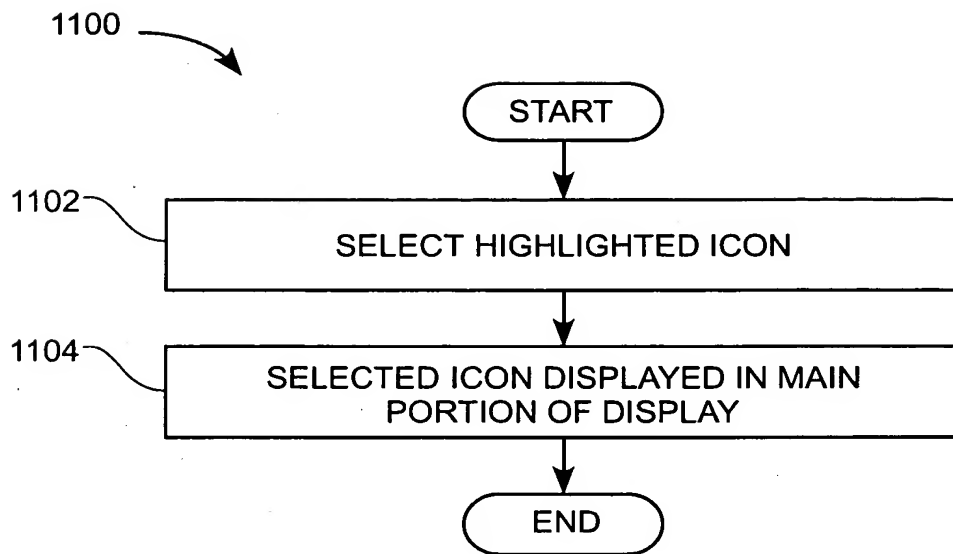 1100
START
1102
SELECT HIGHLIGHTED ICON
1104
SELECTED ICON DISPLAYED IN MAIN
PORTION OF DISPLAY
END